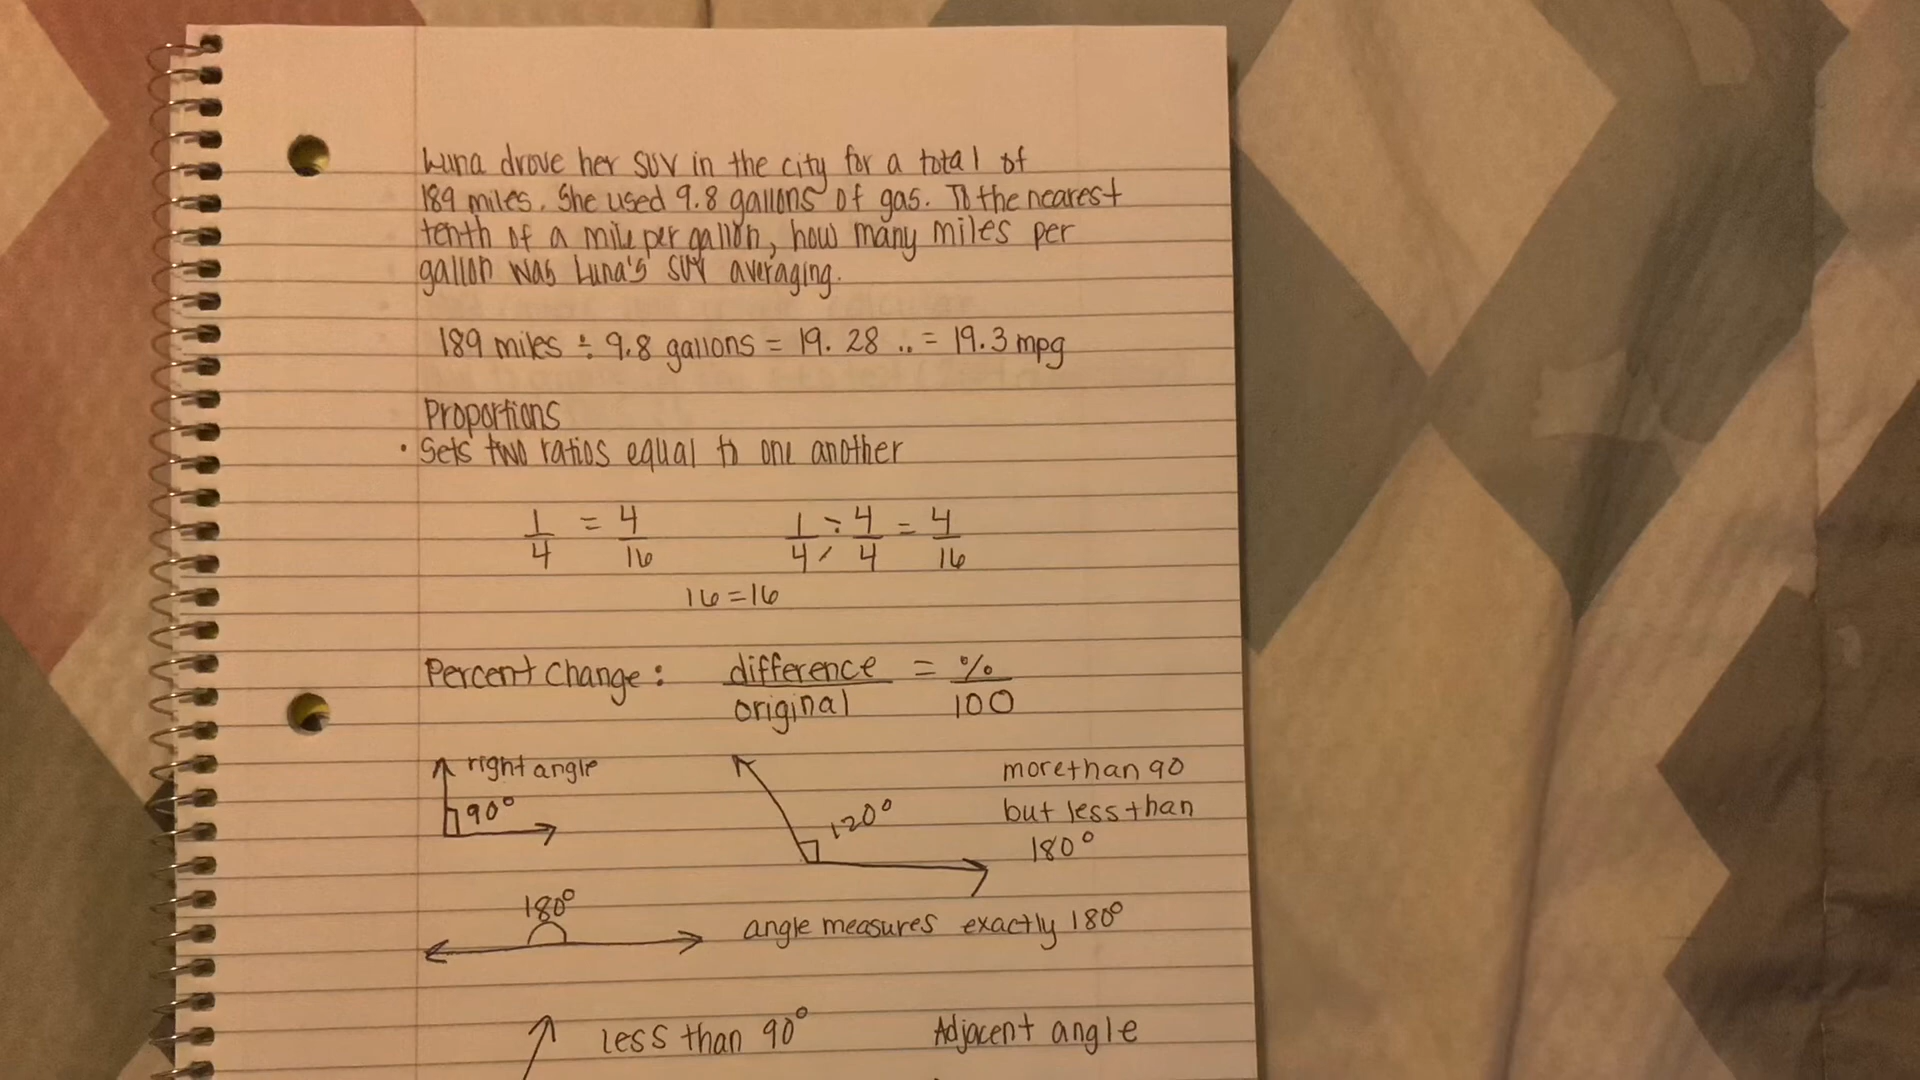 Luna drove her SUV in the city for a total of
189 miles. She used 9.8 gallons of gas. To the nearest
tenth of a mile per gallon, how many miles per
gallon was Luna's SUV averaging.
189 miles ÷ 9.8 gallons = 19.28 .. = 19.3 mpg
Proportions
• Sets two ratios equal to one another
1/4 = 4/16    1/4 ÷ 4/4 = 4/16
16 = 16
Percent Change: difference/original = %/100
right angle
90°
120°
more than 90
but less than
180°
180°
angle measures exactly 180°
less than 90°
Adjacent angle